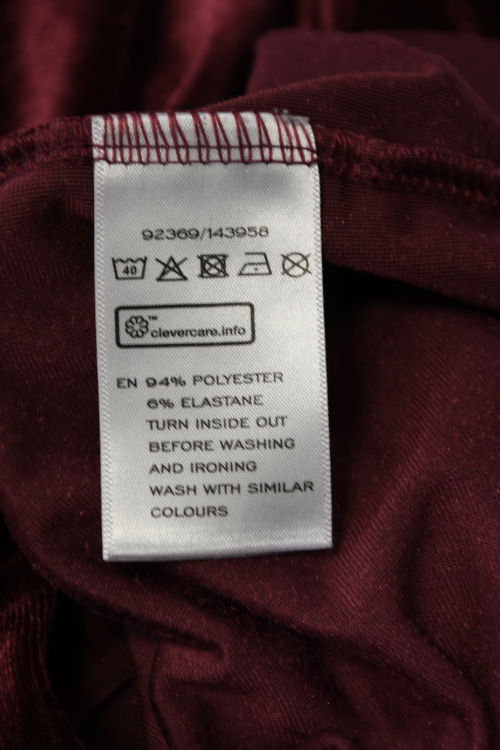 92369/143958
40
™
clevercare.info
EN 94% POLYESTER
6% ELASTANE
TURN INSIDE OUT
BEFORE WASHING
AND IRONING
WASH WITH SIMILAR
COLOURS